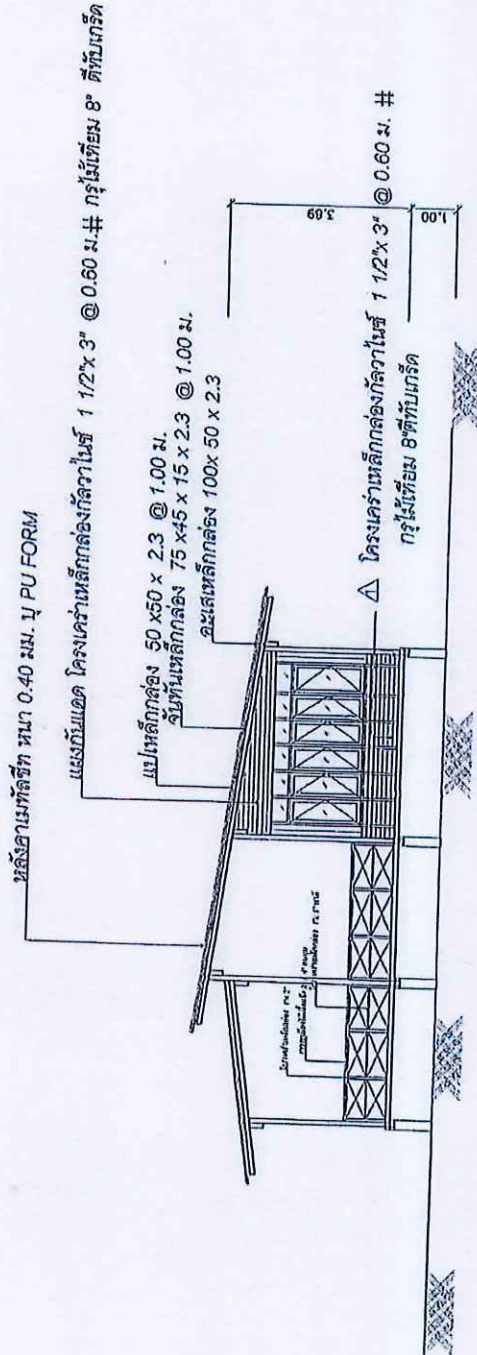 หลังคาเมทัลชีท หนา 0.40 มม. บุ PU FORM
แผงกันแดด โครงเคร่าเหล็กกล่องกัลวาไนซ์ 1 1/2"x 3" @ 0.60 ม.# กรุไม้เทียม 8" ตีทับเกร็ด
แปเหล็กกล่อง 50 x50 x 2.3 @ 1.00 ม.
จันทันเหล็กกล่อง 75 x45 x 15 x 2.3 @ 1.00 ม.
อะเสเหล็กกล่อง 100x 50 x 2.3
3.69
1.00
โครงเคร่าเหล็กกล่องกัลวาไนซ์ 1 1/2"x 3" @ 0.60 ม. #
กรุไม้เทียม 8"ตีทับเกร็ด